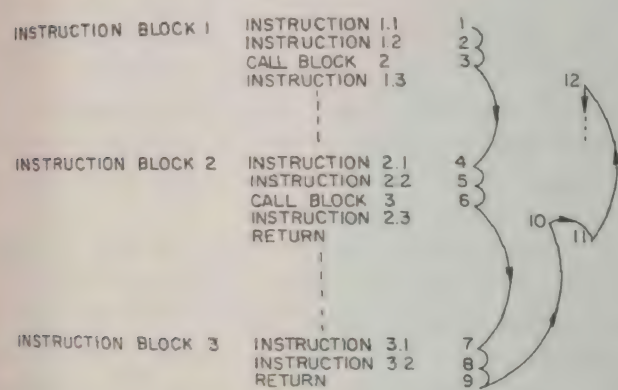 INSTRUCTION BLOCK 1 INSTRUCTION 1.1 1
INSTRUCTION 1.2 2
CALL BLOCK 2 3
INSTRUCTION 1.3 12
INSTRUCTION BLOCK 2 INSTRUCTION 2.1 4
INSTRUCTION 2.2 5
CALL BLOCK 3 6
INSTRUCTION 2.3 10
RETURN 11
INSTRUCTION BLOCK 3 INSTRUCTION 3.1 7
INSTRUCTION 3.2 8
RETURN 9